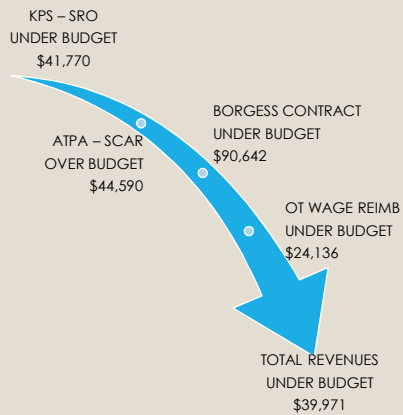 KPS – SRO
UNDER BUDGET
$41,770
ATPA – SCAR
OVER BUDGET
$44,590
BORGESS CONTRACT
UNDER BUDGET
$90,642
OT WAGE REIMB
UNDER BUDGET
$24,136
TOTAL REVENUES
UNDER BUDGET
$39,971